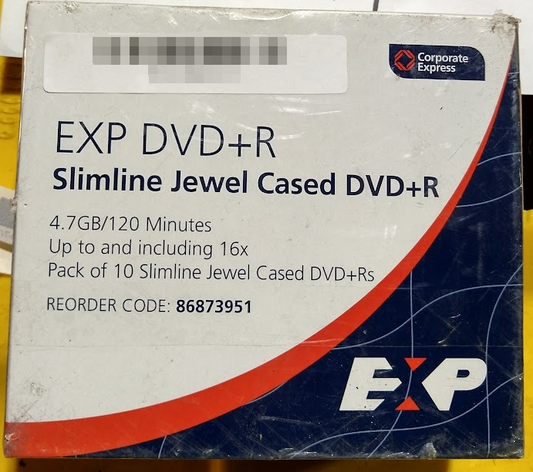 Corporate
Express
EXP DVD+R
Slimline Jewel Cased DVD+R
4.7GB/120 Minutes
Up to and including 16x
Pack of 10 Slimline Jewel Cased DVD+Rs
REORDER CODE: 86873951
EXP